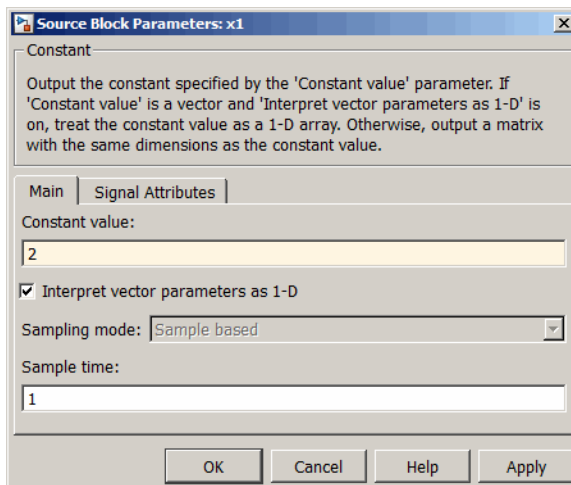 Source Block Parameters: x1
Constant
Output the constant specified by the 'Constant value' parameter. If
'Constant value' is a vector and 'Interpret vector parameters as 1-D' is
on, treat the constant value as a 1-D array. Otherwise, output a matrix
with the same dimensions as the constant value.
Main Signal Attributes
Constant value:
2
Interpret vector parameters as 1-D
Sampling mode: Sample based
Sample time:
1
OK Cancel Help Apply